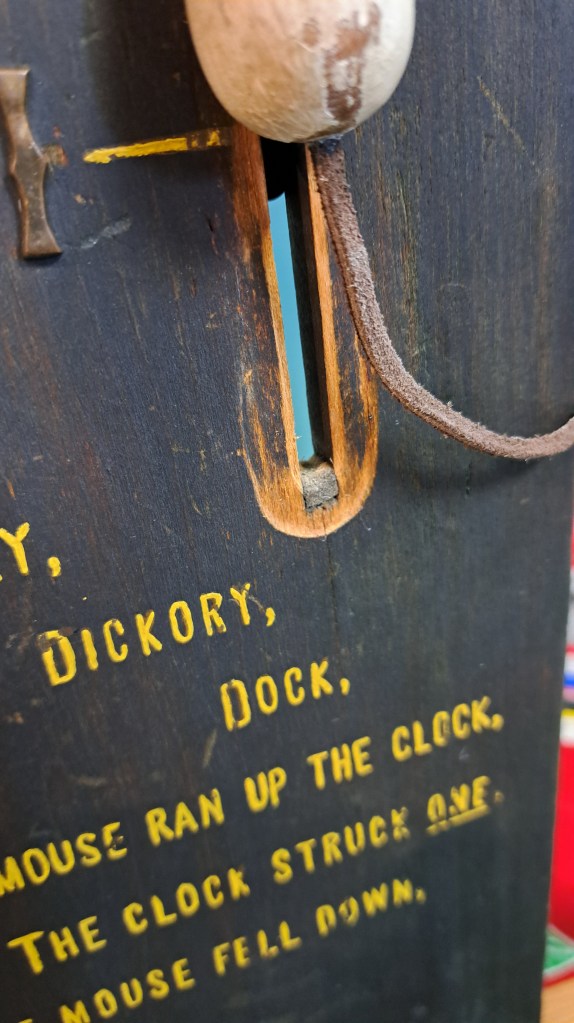 Y,
DICKORY,
DOCK,
MOUSE RAN UP THE CLOCK,
THE CLOCK STRUCK ONE.
MOUSE FELL DOWN,